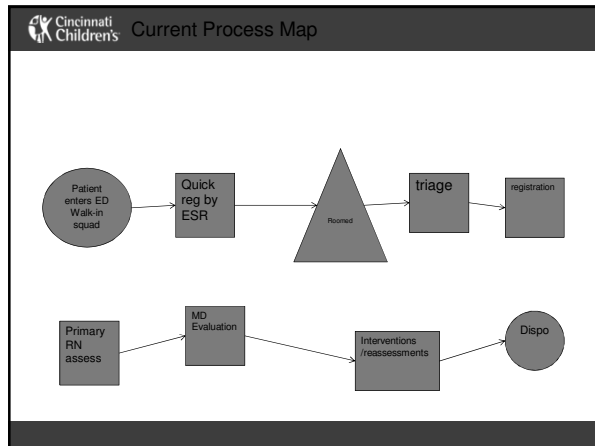 Cincinnati
Children's
Current Process Map
Patient
enters ED
Walk-in
squad
Quick
reg by
ESR
Roomed
triage
registration
Primary
RN
assess
MD
Evaluation
Interventions
/reassessments
Dispo